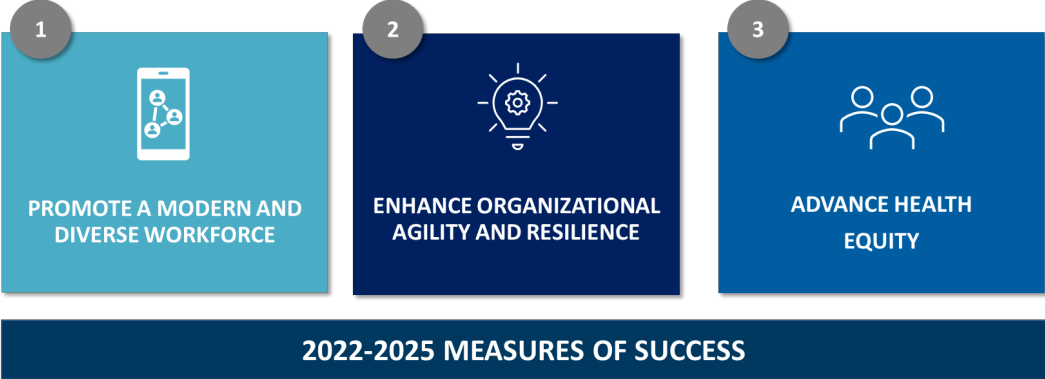 1
PROMOTE A MODERN AND
DIVERSE WORKFORCE
2
ENHANCE ORGANIZATIONAL
AGILITY AND RESILIENCE
3
ADVANCE HEALTH
EQUITY
2022-2025 MEASURES OF SUCCESS